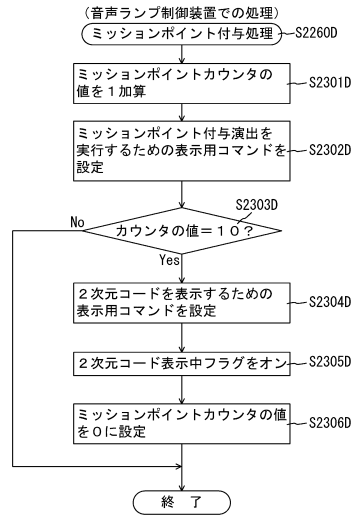 （音声ランプ制御装置での処理）
ミッションポイント付与処理
S2260D
ミッションポイントカウンタの
値を１加算
S2301D
ミッションポイント付与演出を
実行するための表示用コマンドを
設定
S2302D
S2303D
カウンタの値＝１０？
No
Yes
２次元コードを表示するための
表示用コマンドを設定
S2304D
２次元コード表示中フラグをオン
S2305D
ミッションポイントカウンタの値
を０に設定
S2306D
終　了